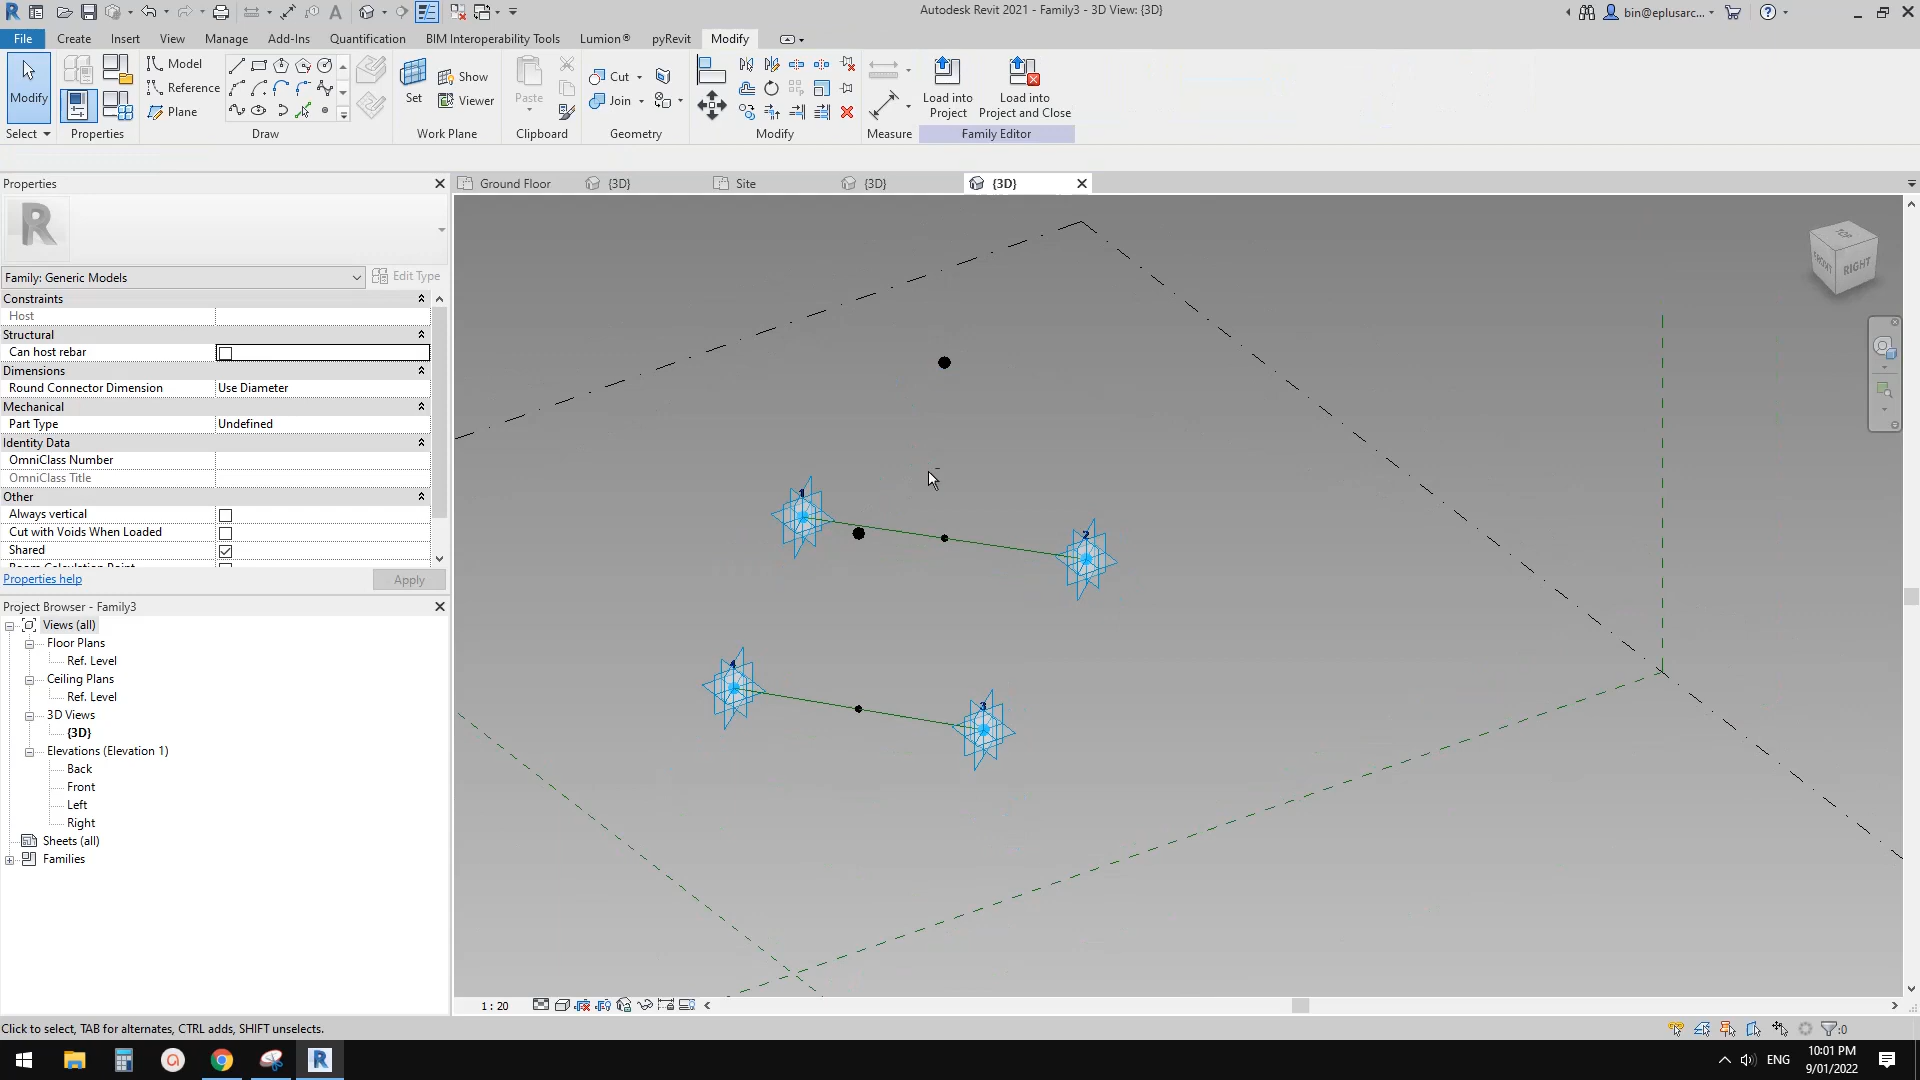 Autodesk Revit 2021 - Family3 - 3D View: {3D}
bin@eplusarc...
File Create Insert View Manage Add-Ins Quantification BIM Interoperability Tools Lumion® pyRevit Modify
Modify
Select
Properties
Model
Reference
Plane
Draw
Set
Show
Viewer
Work Plane
Paste
Clipboard
Cut
Join
Geometry
Modify
Measure
Load into
Project
Load into
Project and Close
Family Editor
Properties
Ground Floor
{3D}
Site
{3D}
{3D}
Family: Generic Models
Edit Type
Constraints
Host
Structural
Can host rebar
Dimensions
Round Connector Dimension Use Diameter
Mechanical
Part Type Undefined
Identity Data
OmniClass Number
OmniClass Title
Other
Always vertical
Cut with Voids When Loaded
Shared
Room Calculation Point
Properties help
Apply
Project Browser - Family3
Views (all)
Floor Plans
Ref. Level
Ceiling Plans
Ref. Level
3D Views
{3D}
Elevations (Elevation 1)
Back
Front
Left
Right
Sheets (all)
Families
1
2
4
3
TOP
FRONT
RIGHT
1 : 20
Click to select, TAB for alternates, CTRL adds, SHIFT unselects.
:0
ENG
10:01 PM
9/01/2022